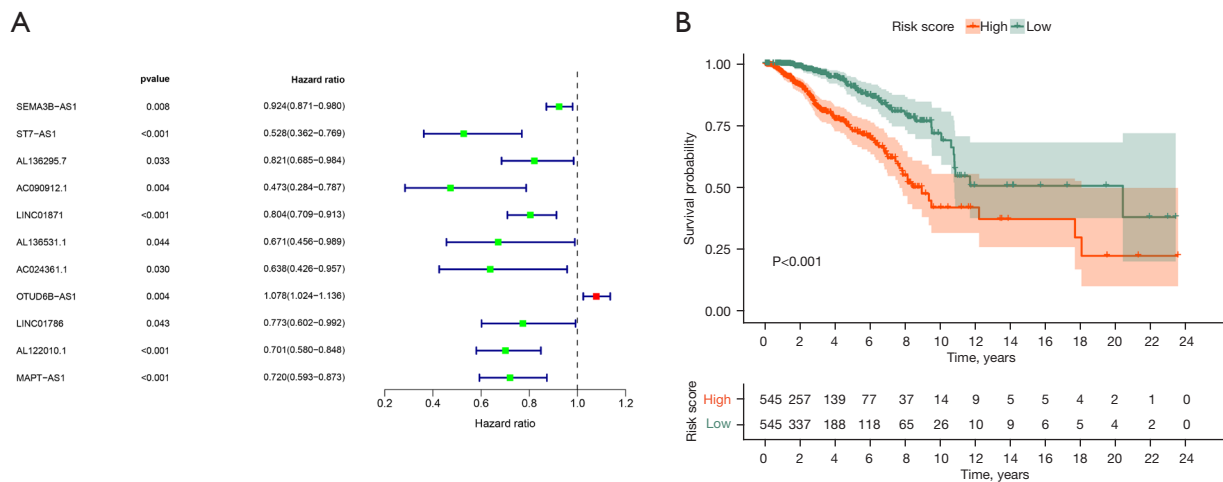 A
pvalue Hazard ratio
SEMA3B−AS1 0.008 0.924(0.871−0.980)
ST7−AS1 <0.001 0.528(0.362−0.769)
AL136295.7 0.033 0.821(0.685−0.984)
AC090912.1 0.004 0.473(0.284−0.787)
LINC01871 <0.001 0.804(0.709−0.913)
AL136531.1 0.044 0.671(0.456−0.989)
AC024361.1 0.030 0.638(0.426−0.957)
OTUD6B−AS1 0.004 1.078(1.024−1.136)
LINC01786 0.043 0.773(0.602−0.992)
AL122010.1 <0.001 0.701(0.580−0.848)
MAPT−AS1 <0.001 0.720(0.593−0.873)
0.2 0.4 0.6 0.8 1.0 1.2
Hazard ratio
B
Risk score High Low
Survival probability
1.00
0.75
0.50
0.25
0.00
P<0.001
0 2 4 6 8 10 12 14 16 18 20 22 24
Time, years
Risk score
High 545 257 139 77 37 14 9 5 5 4 2 1 0
Low 545 337 188 118 65 26 10 9 6 5 4 2 0
0 2 4 6 8 10 12 14 16 18 20 22 24
Time, years